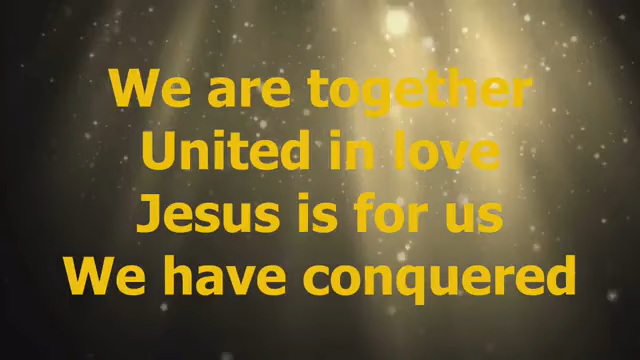 We are together
United in love
Jesus is for us
We have conquered